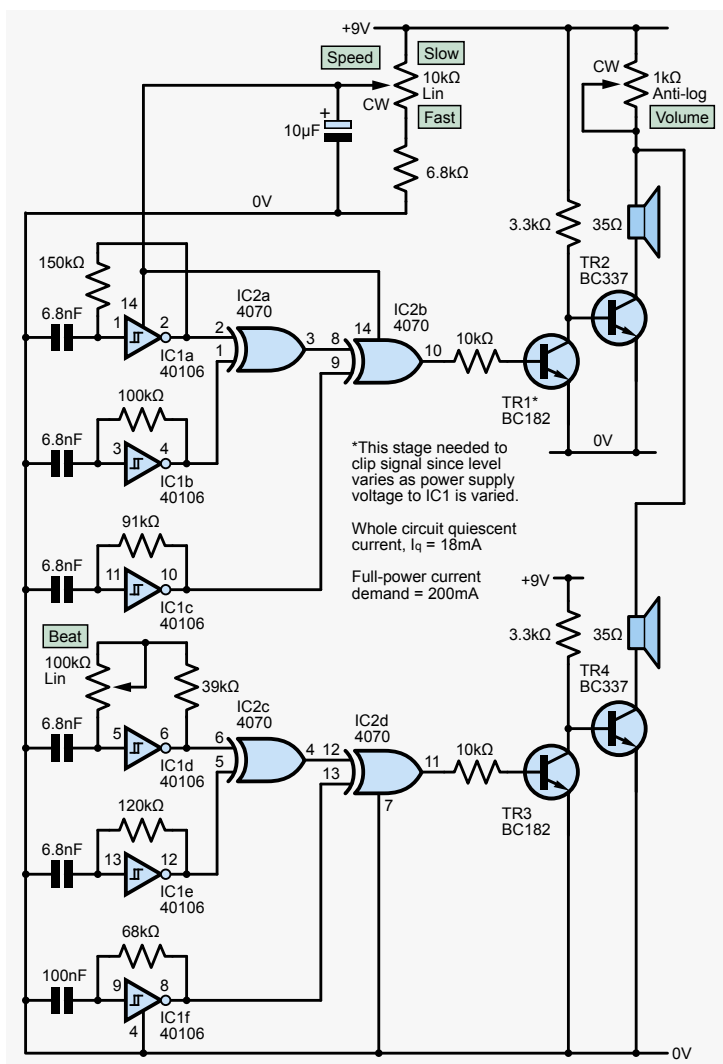 +9V
Speed
Slow
10kΩ
Lin
CW
Fast
10µF
+
6.8kΩ
0V
CW
1kΩ
Anti-log
Volume
3.3kΩ
35Ω
TR2
BC337
150kΩ
6.8nF
14
1
2
IC1a
40106
IC2a
4070
2
1
3
IC2b
4070
14
8
9
10
10kΩ
TR1*
BC182
0V
100kΩ
6.8nF
3
4
IC1b
40106
*This stage needed to
clip signal since level
varies as power supply
voltage to IC1 is varied.
Whole circuit quiescent
current, Iq = 18mA
Full-power current
demand = 200mA
91kΩ
6.8nF
11
10
IC1c
40106
+9V
3.3kΩ
35Ω
TR4
BC337
Beat
100kΩ
Lin
39kΩ
6.8nF
5
6
IC1d
40106
IC2c
4070
6
5
4
IC2d
4070
12
13
11
7
10kΩ
TR3
BC182
120kΩ
6.8nF
13
12
IC1e
40106
68kΩ
100nF
9
8
IC1f
40106
4
0V